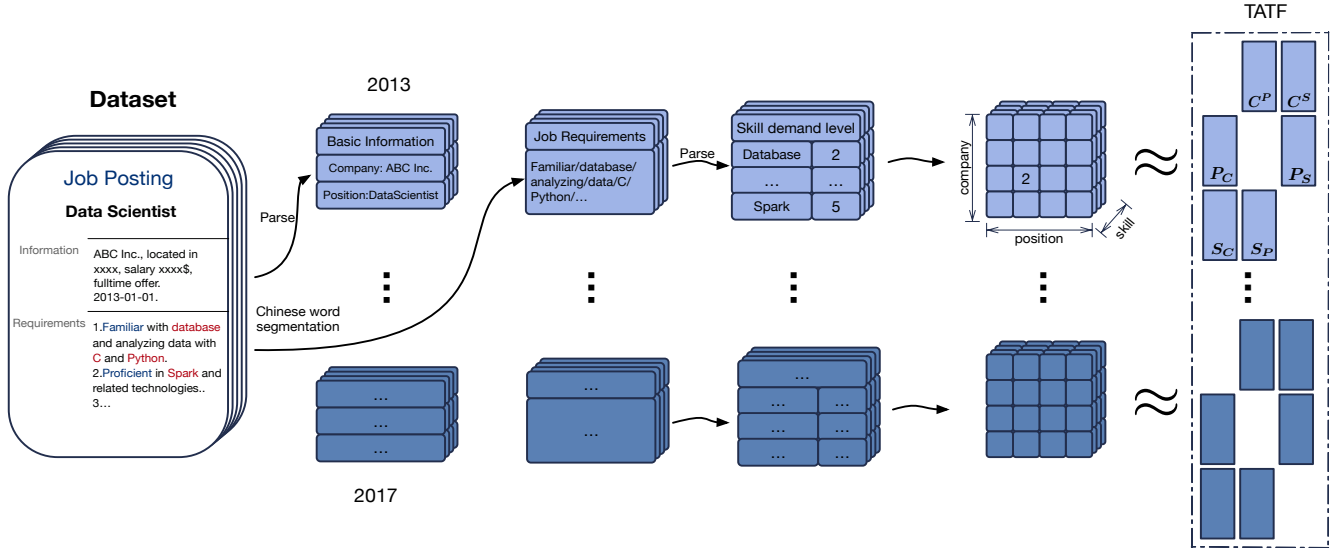 TATF
Dataset
2013
Job Posting
Data Scientist
Information
ABC Inc., located in
xxxx, salary xxxx$,
fulltime offer.
2013-01-01.
Requirements
1.Familiar with database
and analyzing data with
C and Python.
2.Proficient in Spark and
related technologies..
3...
Parse
Chinese word
segmentation
Basic Information
Company: ABC Inc.
Position:DataScientist
Job Requirements
Familiar/database/
analyzing/data/C/
Python/...
Parse
Skill demand level
Database 2
... ...
Spark 5
company
2
position
skill
≈
C^P C^S
P_C P_S
S_C S_P
...
...
...
2017
...
...
...
... ...
... ...
... ...
≈